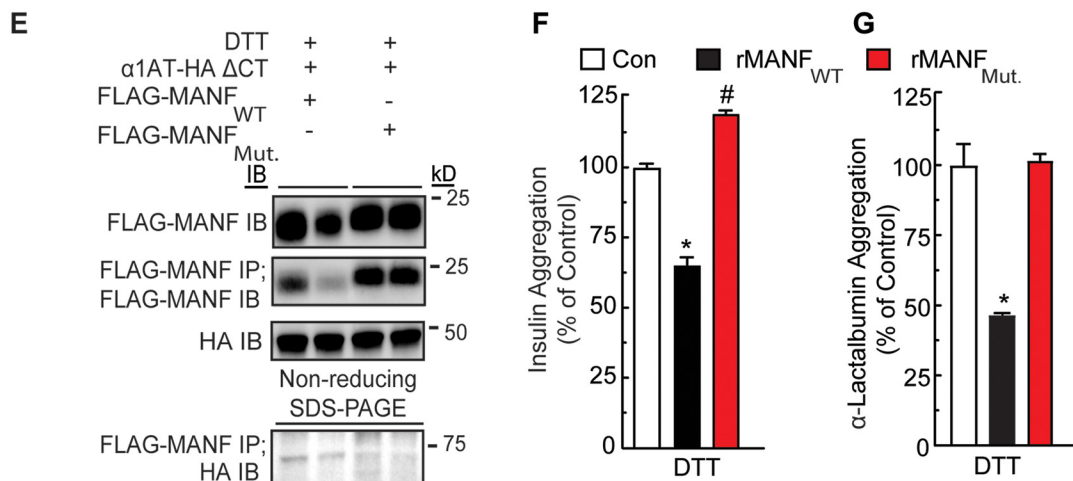 E
DTT + +
α1AT-HA ΔCT + +
FLAG-MANF WT + -
FLAG-MANF Mut. - +
IB kD
FLAG-MANF IB 25
FLAG-MANF IP;
FLAG-MANF IB 25
HA IB 50
Non-reducing
SDS-PAGE
FLAG-MANF IP;
HA IB 75
F G
Con rMANF WT rMANF Mut.
Insulin Aggregation
(% of Control)
125
100
75
50
25
0
*
#
DTT
α-Lactalbumin Aggregation
(% of Control)
125
100
75
50
25
0
*
DTT